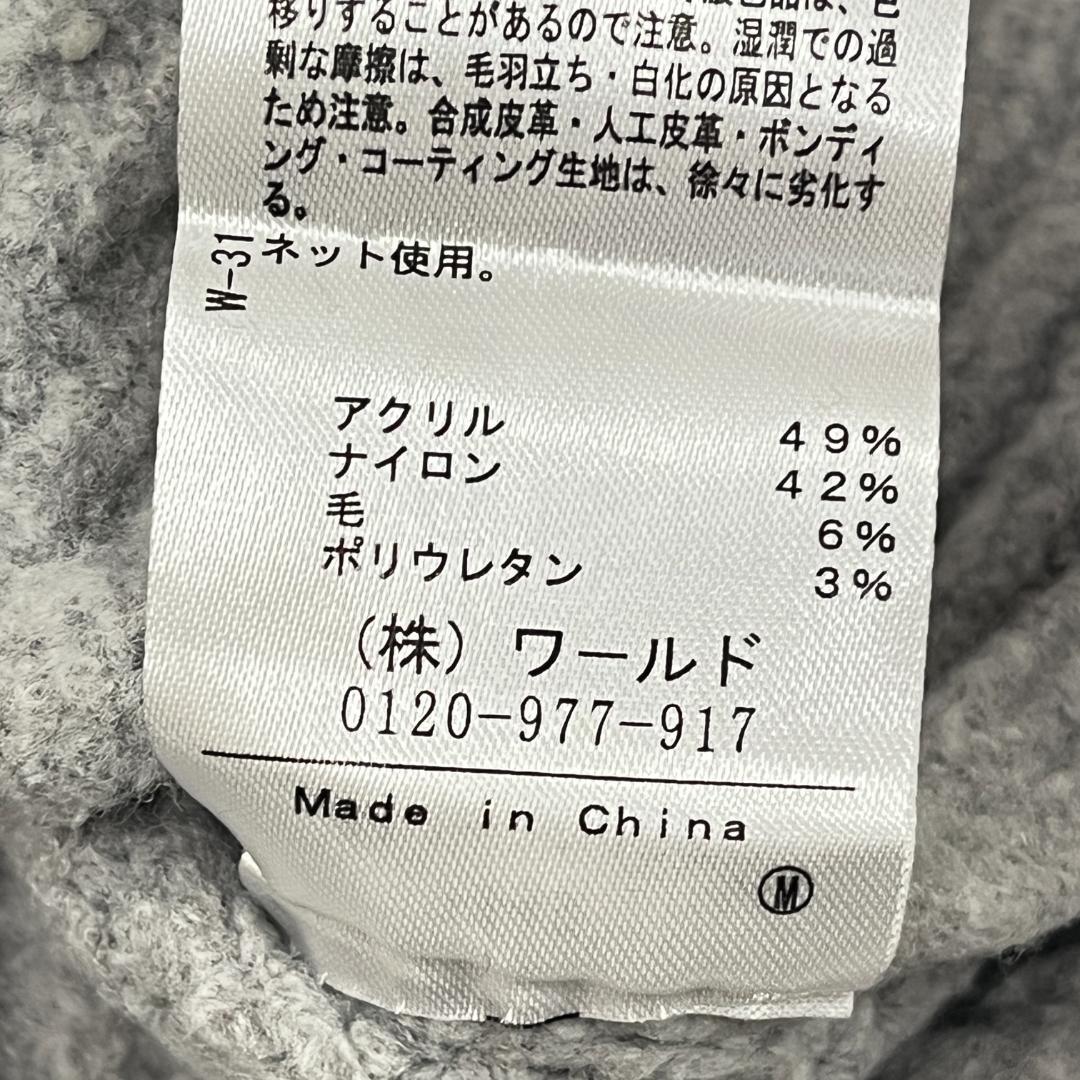 移りすることがあるので注意。湿潤での過
剰な摩擦は、毛羽立ち・白化の原因となる
ため注意。合成皮革・人工皮革・ボンディ
ング・コーティング生地は、徐々に劣化す
る。
W-31
ネット使用。
アクリル 49%
ナイロン 42%
毛 6%
ポリウレタン 3%
(株) ワールド
0120-977-917
Made in China
M